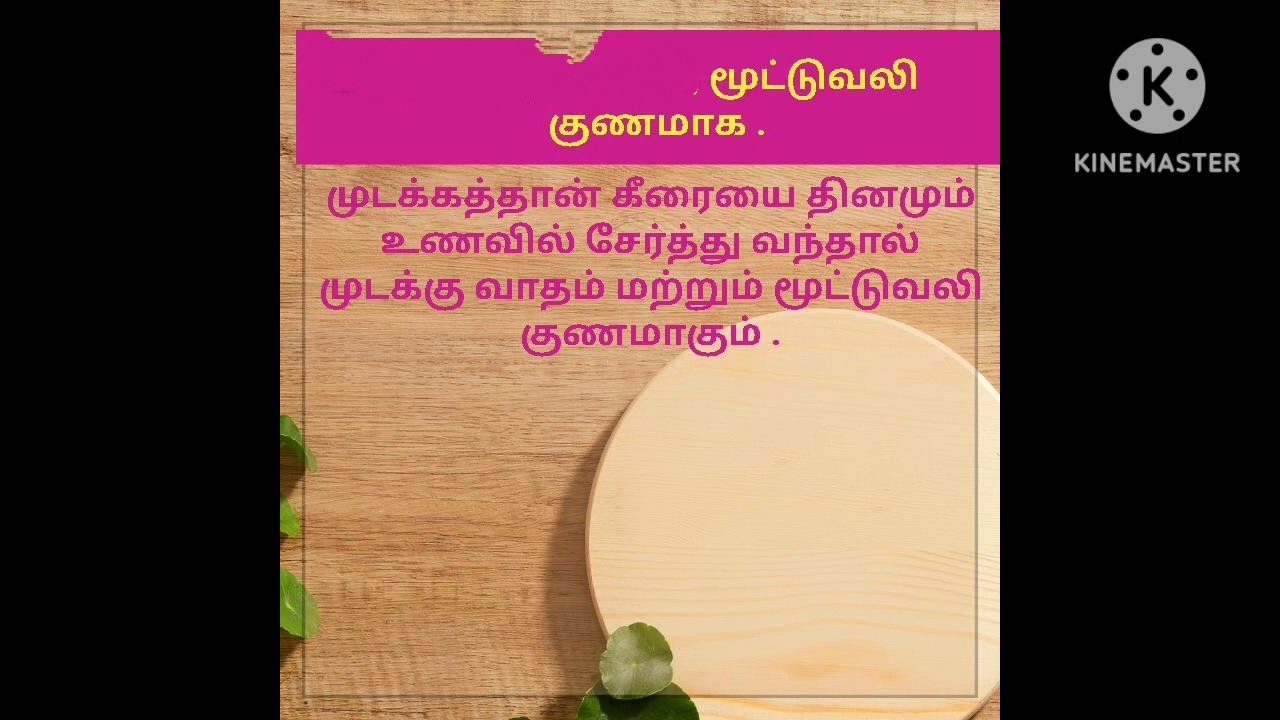 , மூட்டுவலி
குணமாக .
முடக்கத்தான் கீரையை தினமும்
உணவில் சேர்த்து வந்தால்
முடக்கு வாதம் மற்றும் மூட்டுவலி
குணமாகும் .
K
KINEMASTER